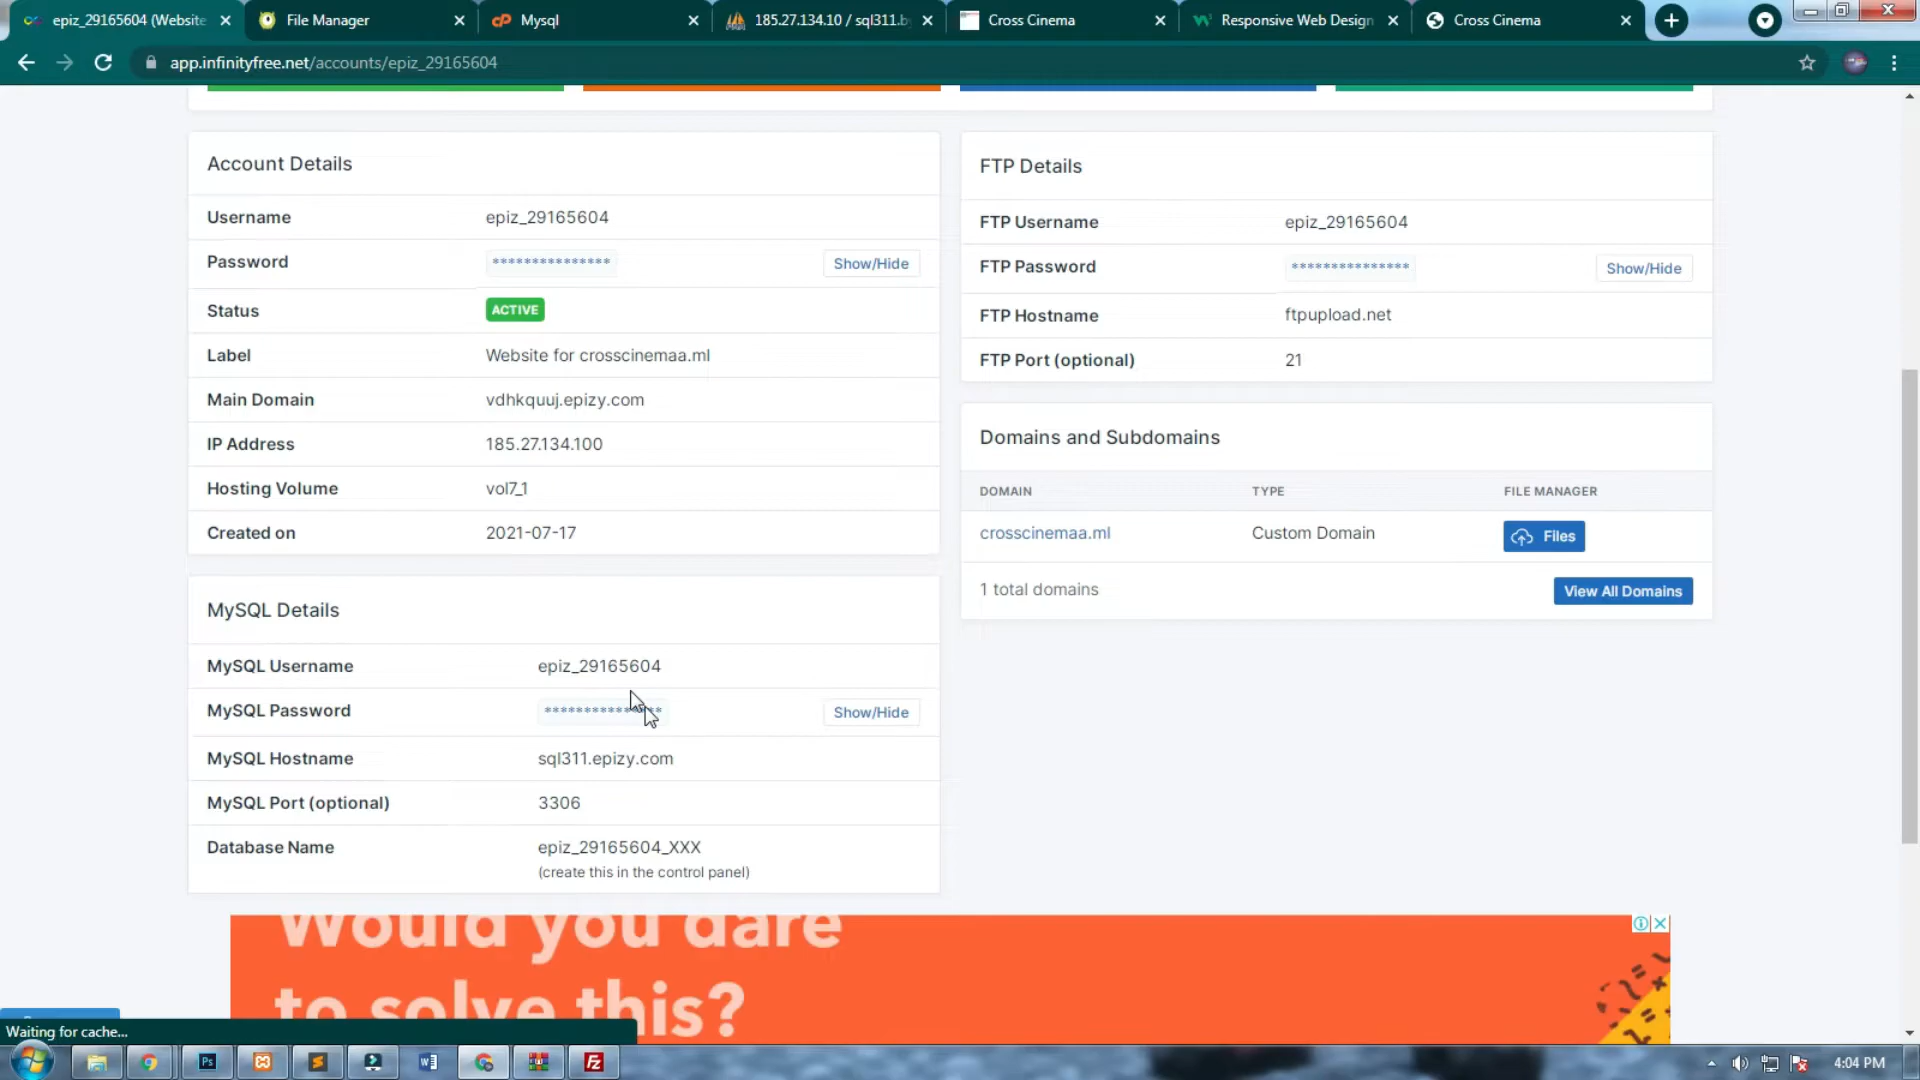 epiz_29165604 (Website
File Manager
Mysql
185.27.134.10 / sql311.b
Cross Cinema
Responsive Web Design
Cross Cinema
app.infinityfree.net/accounts/epiz_29165604
Account Details
Username epiz_29165604
Password *************** Show/Hide
Status ACTIVE
Label Website for crosscinemaa.ml
Main Domain vdhkquuj.epizy.com
IP Address 185.27.134.100
Hosting Volume vol7_1
Created on 2021-07-17
MySQL Details
MySQL Username epiz_29165604
MySQL Password *************** Show/Hide
MySQL Hostname sql311.epizy.com
MySQL Port (optional) 3306
Database Name epiz_29165604_XXX
(create this in the control panel)
FTP Details
FTP Username epiz_29165604
FTP Password *************** Show/Hide
FTP Hostname ftpupload.net
FTP Port (optional) 21
Domains and Subdomains
DOMAIN TYPE FILE MANAGER
crosscinemaa.ml Custom Domain Files
1 total domains View All Domains
Would you dare
to solve this?
Waiting for cache...
4:04 PM